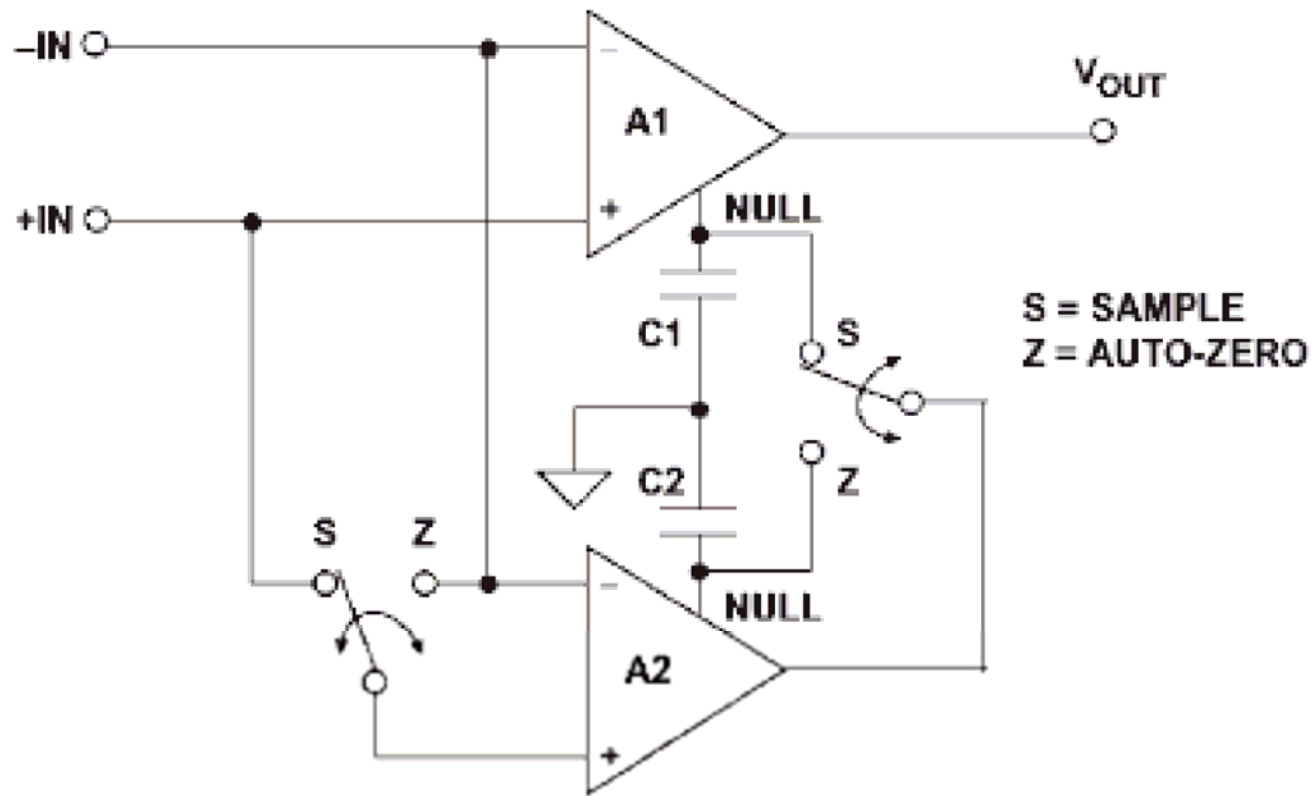 –IN
–
A1
VOUT
+IN
+
NULL
S = SAMPLE
Z = AUTO-ZERO
C1
S
C2
Z
S
Z
–
NULL
A2
+